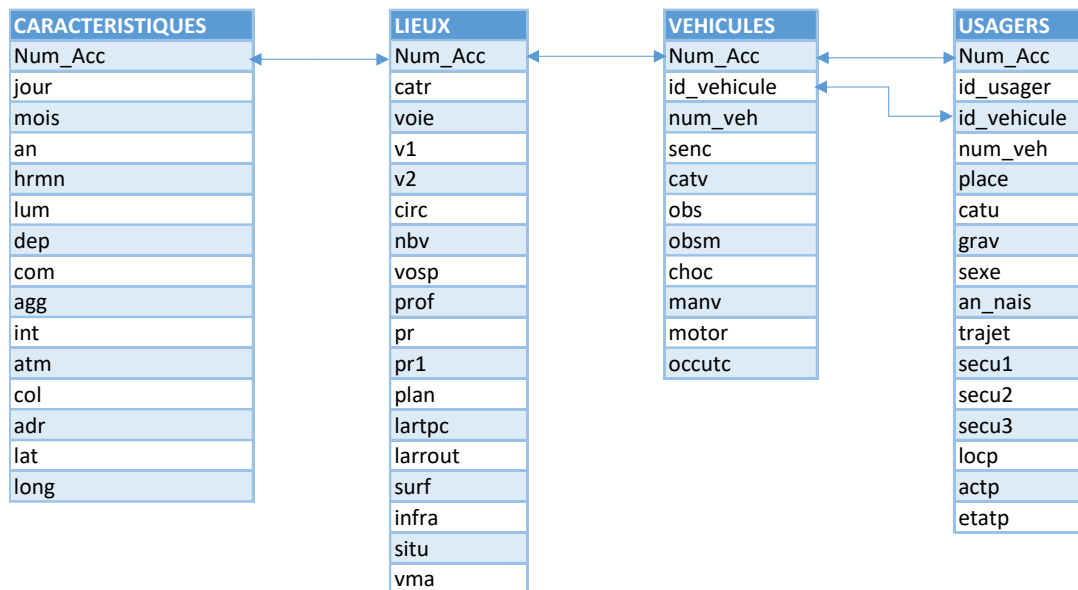 CARACTERISTIQUES
Num_Acc
jour
mois
an
hrmn
lum
dep
com
agg
int
atm
col
adr
lat
long
LIEUX
Num_Acc
catr
voie
v1
v2
circ
nbv
vosp
prof
pr
pr1
plan
lartpc
larrout
surf
infra
situ
vma
VEHICULES
Num_Acc
id_vehicule
num_veh
senc
catv
obs
obsm
choc
manv
motor
occutc
USAGERS
Num_Acc
id_usager
id_vehicule
num_veh
place
catu
grav
sexe
an_nais
trajet
secu1
secu2
secu3
locp
actp
etatp